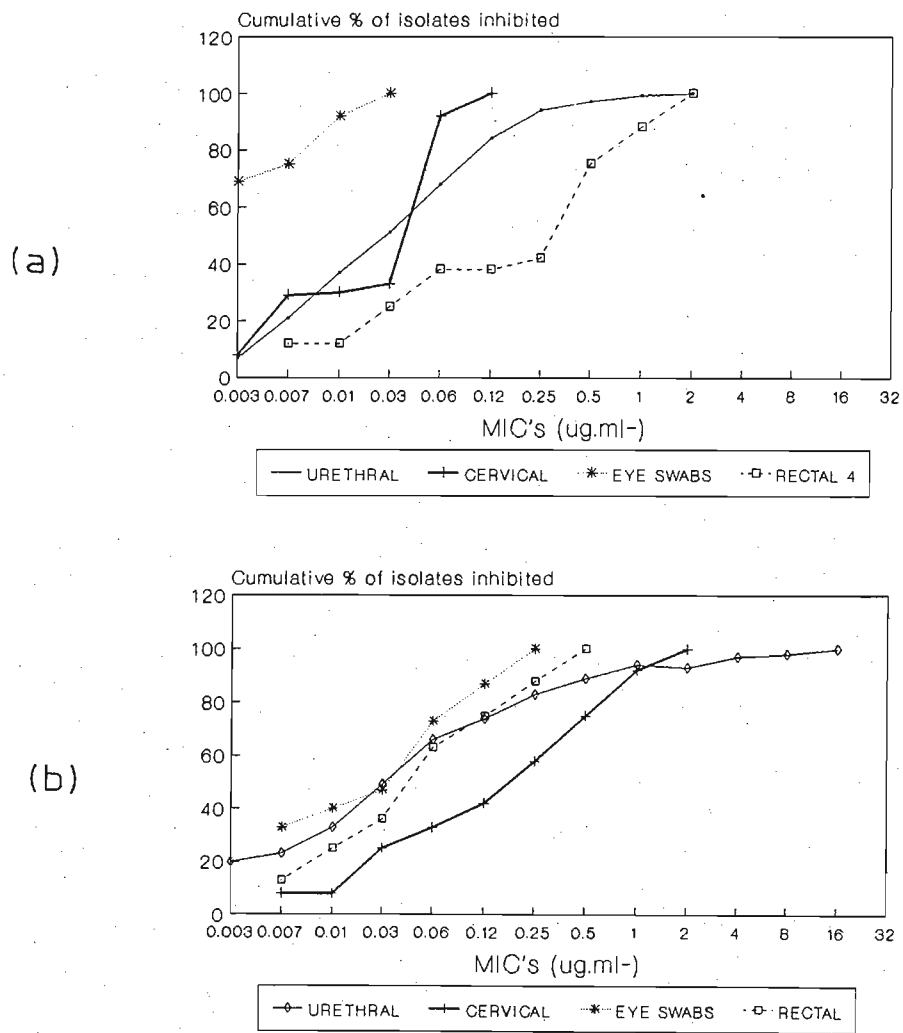 Cumulative % of isolates inhibited
120
100
80
60
40
20
0
(a)
0.003 0.007 0.01 0.03 0.06 0.12 0.25 0.5 1 2 4 8 16 32
MIC's (ug.ml-)
URETHRAL CERVICAL EYE SWABS RECTAL 4
Cumulative % of isolates inhibited
120
100
80
60
40
20
0
(b)
0.003 0.007 0.01 0.03 0.06 0.12 0.25 0.5 1 2 4 8 16 32
MIC's (ug.ml-)
URETHRAL CERVICAL EYE SWABS RECTAL